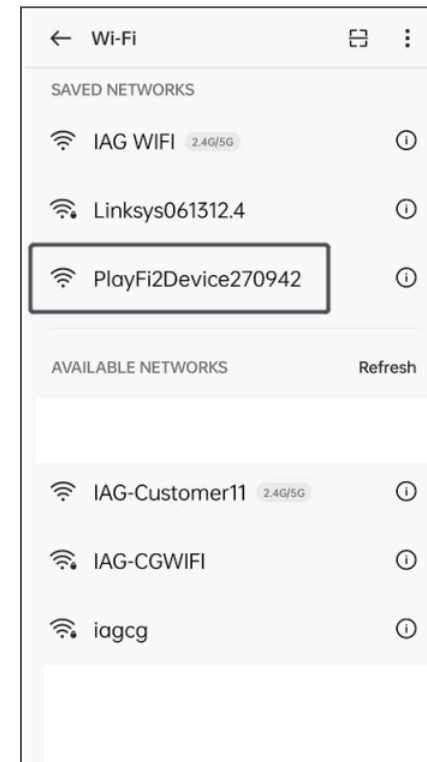 Wi-Fi
SAVED NETWORKS
IAG WIFI 2.4G/5G
Linksys061312.4
PlayFi2Device270942
AVAILABLE NETWORKS Refresh
IAG-Customer11 2.4G/5G
IAG-CGWIFI
iagcg